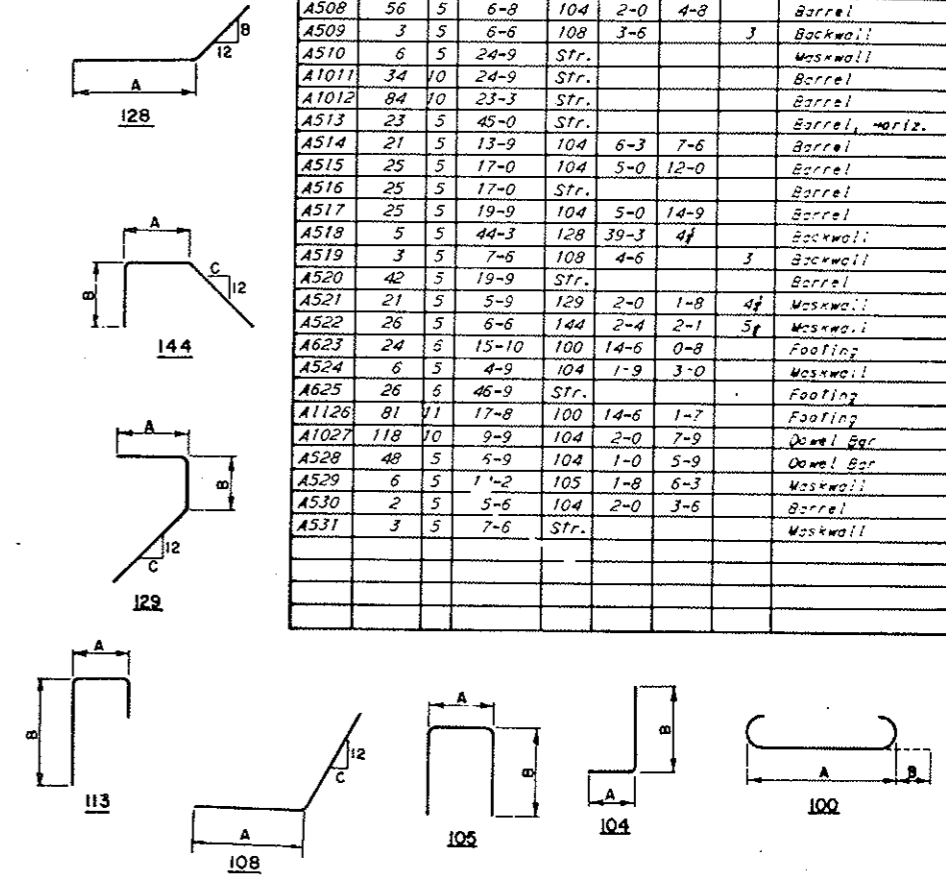 B
12
A
128
A508 56 5 6-8 104 2-0 4-8 Barrel
A509 3 5 6-6 108 3-6 3 Backwall
A510 6 5 24-9 Str. Maskwall
A1011 34 10 24-9 Str. Barrel
A1012 84 10 23-3 Str. Barrel
A513 23 5 45-0 Str. Barrel, horiz.
A514 21 5 13-9 104 6-3 7-6 Barrel
A515 25 5 17-0 104 5-0 12-0 Barrel
A516 25 5 17-0 Str. Barrel
A517 25 5 19-9 104 5-0 14-9 Barrel
A518 5 5 44-3 128 39-3 Backwall
A519 3 5 7-6 108 4-6 3 Backwall
A520 42 5 19-9 Str. Barrel
A521 21 5 5-9 129 2-0 1-8 Maskwall
A522 26 5 6-6 144 2-4 2-1 Maskwall
A623 24 6 15-10 100 14-6 0-8 Footing
A524 6 5 4-9 104 1-9 3-0 Maskwall
A625 26 6 46-9 Str. Footing
A1126 81 11 17-8 100 14-6 1-7 Footing
A1027 118 10 9-9 104 2-0 7-9 Dowel Bar
A528 48 5 6-9 104 1-0 5-9 Dowel Bar
A529 6 5 105 1-8 6-3 Maskwall
A530 2 5 5-6 104 2-0 3-6 Barrel
A531 3 5 7-6 Str. Maskwall
A
B
C
12
144
A
B
12
C
129
A
B
113
12
C
A
108
A
B
105
B
A
104
A
B
100